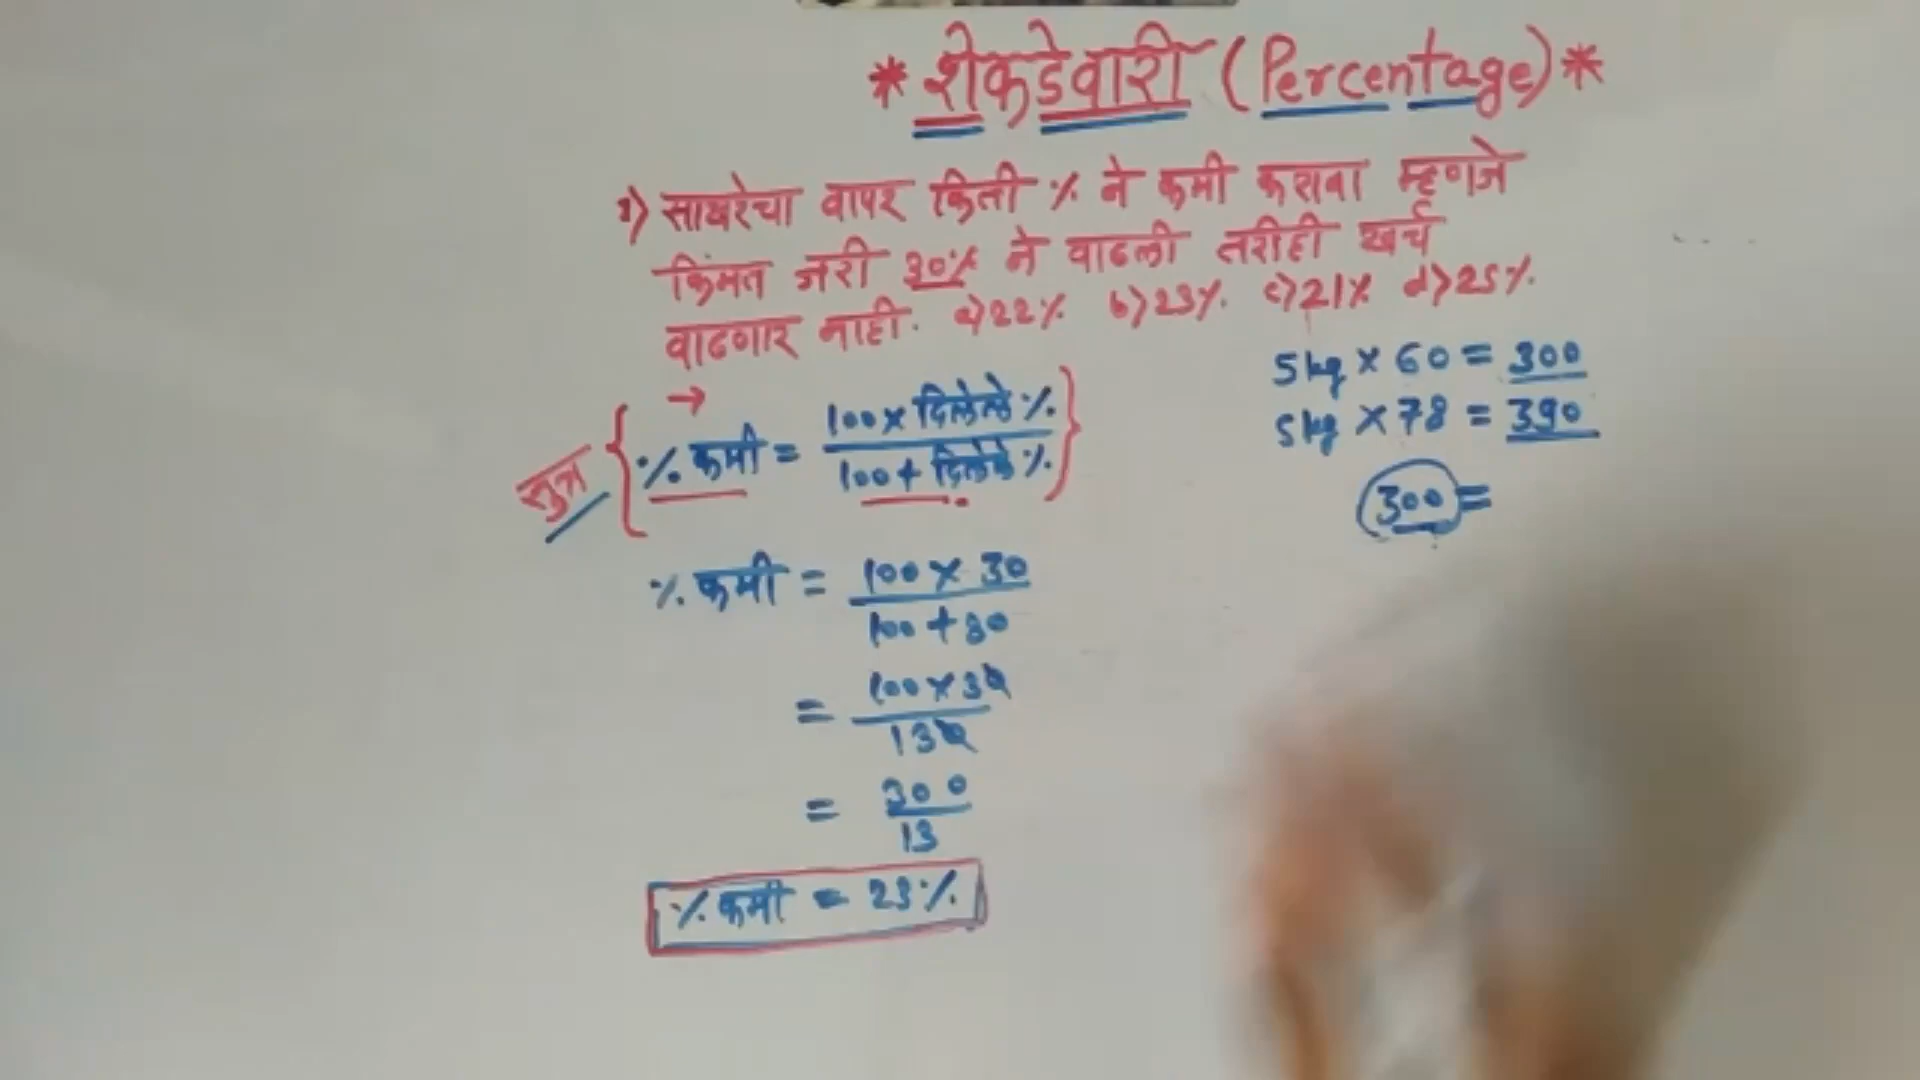 * शेकडेवारी (Percentage) *
१) साखरेचा वापर किती % ने कमी करावा म्हणजे
किंमत जरी 30% ने वाढली तरीही खर्च
वाढणार नाही. a) 22% b) 23% c) 21% d) 25%
→
सुत्र { % कमी = 100 x दिलेले % / 100 + दिलेले % }
% कमी = 100 x 30 / 100 + 30
= 100 x 30 / 130
= 300 / 13
% कमी = 23%
5kg x 60 = 300
5kg x 78 = 390
300 =